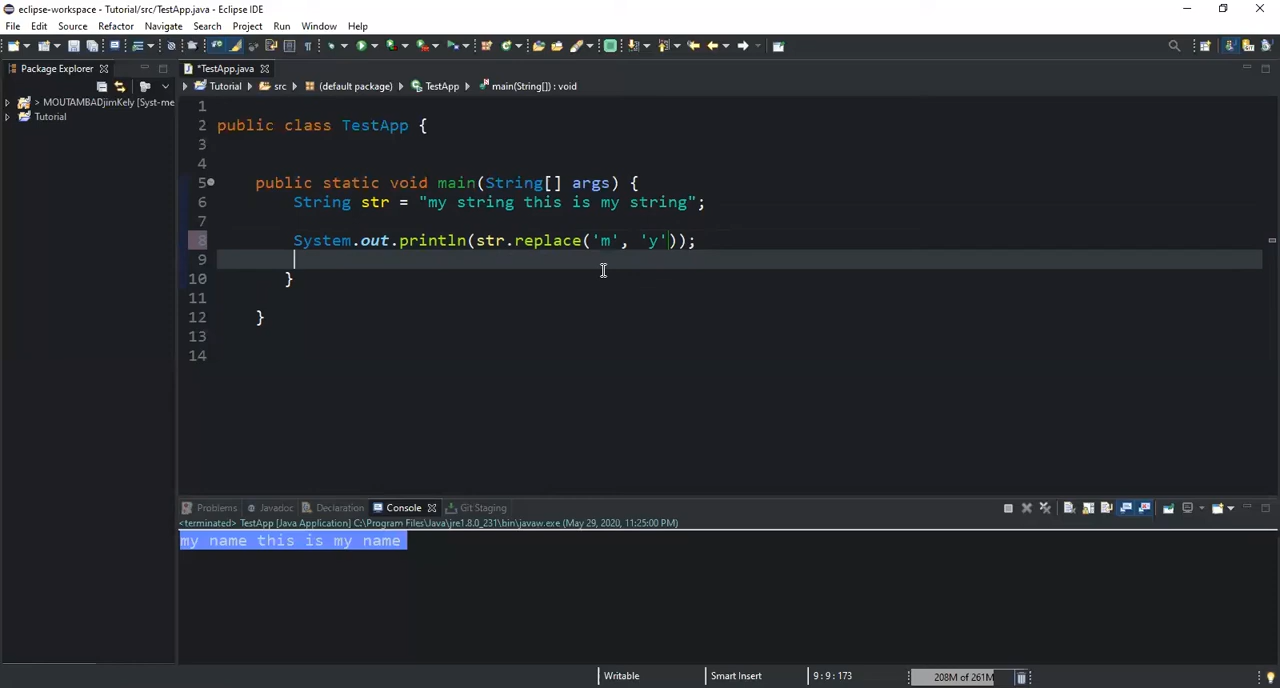 eclipse-workspace - Tutorial/src/TestApp.java - Eclipse IDE
File Edit Source Refactor Navigate Search Project Run Window Help
Package Explorer
*TestApp.java
Tutorial src (default package) TestApp main(String[]) : void
> MOUTAMBADjimKely [Syst-me
Tutorial
1
2 public class TestApp {
3
4
5 public static void main(String[] args) {
6 String str = "my string this is my string";
7
8 System.out.println(str.replace('m', 'y'));
9
10 }
11
12 }
13
14
Problems Javadoc Declaration Console Git Staging
<terminated> TestApp [Java Application] C:\Program Files\Java\jre1.8.0_231\bin\javaw.exe (May 29, 2020, 11:25:00 PM)
my name this is my name
Writable Smart Insert 9 : 9 : 173 208M of 261M